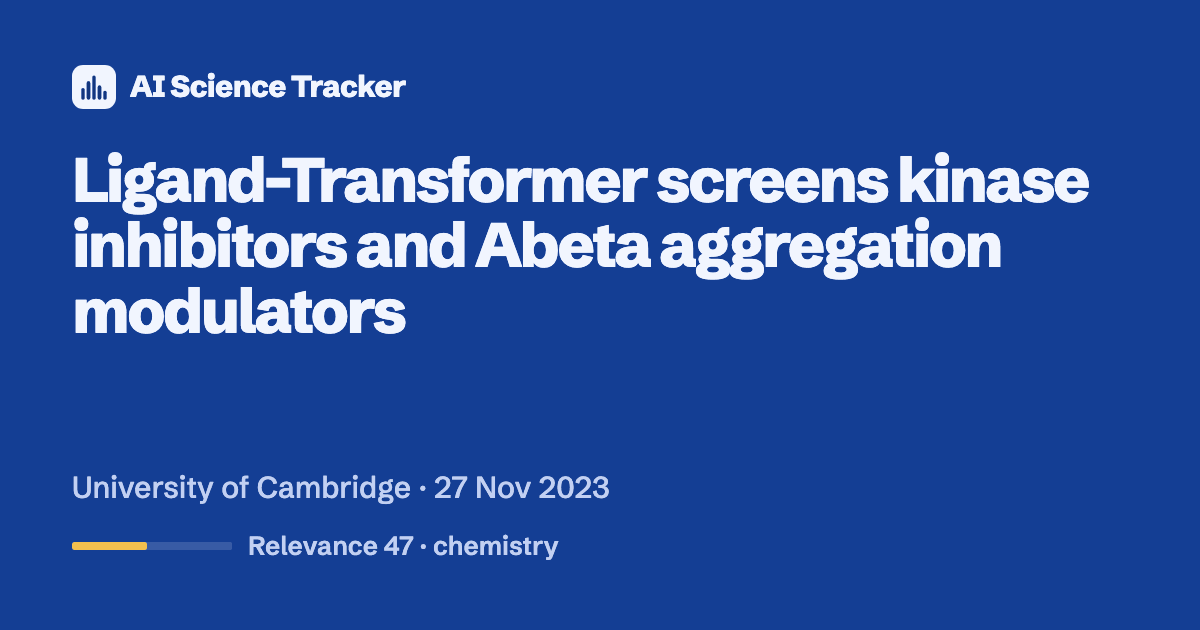 AI Science Tracker
Ligand-Transformer screens kinase
inhibitors and Abeta aggregation
modulators
University of Cambridge · 27 Nov 2023
Relevance 47 · chemistry